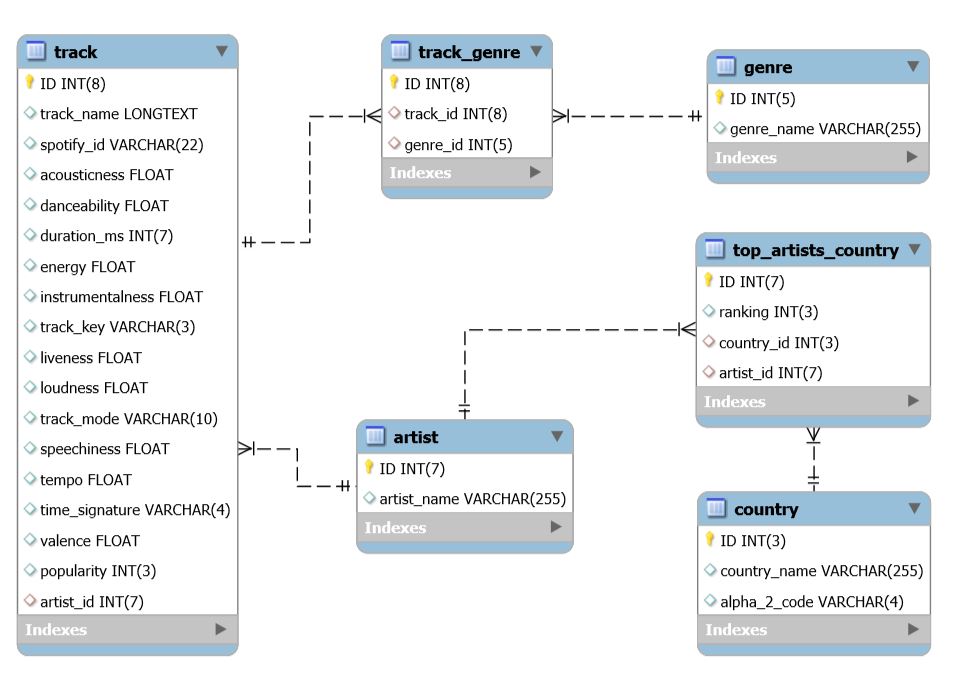 track
ID INT(8)
track_name LONGTEXT
spotify_id VARCHAR(22)
acousticness FLOAT
danceability FLOAT
duration_ms INT(7)
energy FLOAT
instrumentalness FLOAT
track_key VARCHAR(3)
liveness FLOAT
loudness FLOAT
track_mode VARCHAR(10)
speechiness FLOAT
tempo FLOAT
time_signature VARCHAR(4)
valence FLOAT
popularity INT(3)
artist_id INT(7)
Indexes
track_genre
ID INT(8)
track_id INT(8)
genre_id INT(5)
Indexes
genre
ID INT(5)
genre_name VARCHAR(255)
Indexes
top_artists_country
ID INT(7)
ranking INT(3)
country_id INT(3)
artist_id INT(7)
Indexes
artist
ID INT(7)
artist_name VARCHAR(255)
Indexes
country
ID INT(3)
country_name VARCHAR(255)
alpha_2_code VARCHAR(4)
Indexes